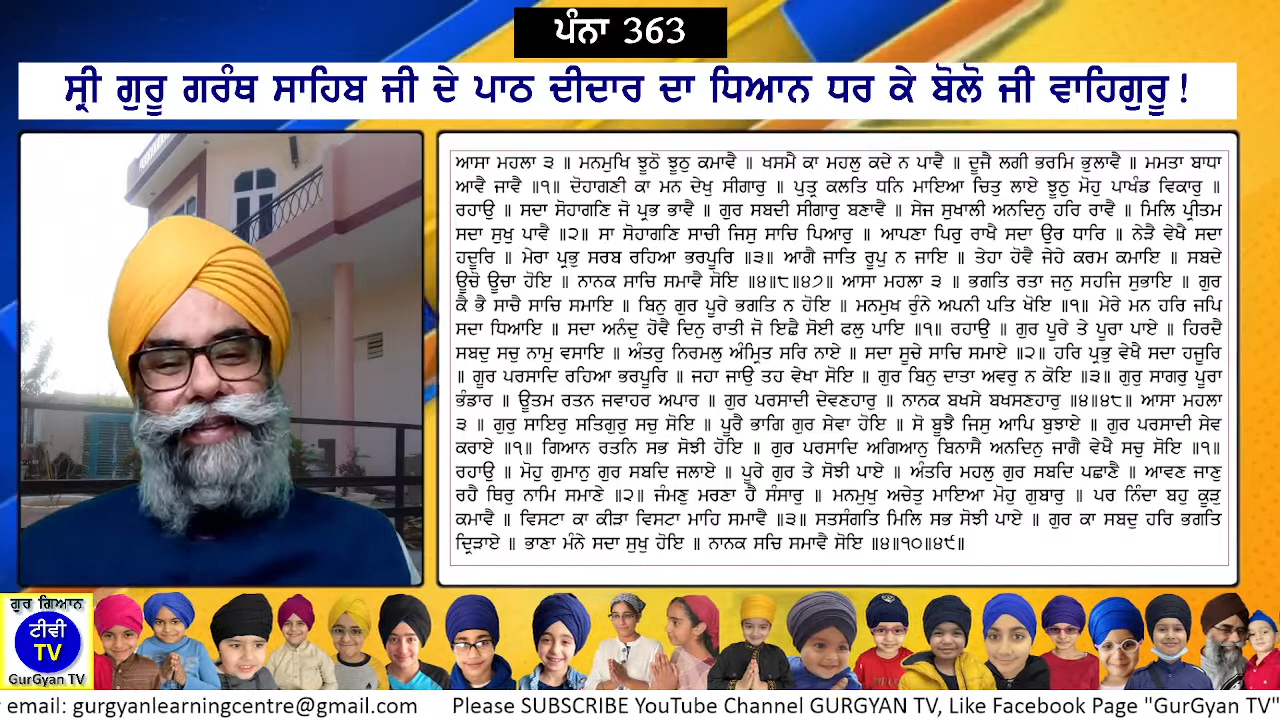 ਪੰਨਾ 363
ਸ੍ਰੀ ਗੁਰੂ ਗਰੰਥ ਸਾਹਿਬ ਜੀ ਦੇ ਪਾਠ ਦੀਦਾਰ ਦਾ ਧਿਆਨ ਧਰ ਕੇ ਬੋਲੋ ਜੀ ਵਾਹਿਗੁਰੂ!
ਆਸਾ ਮਹਲਾ ੩ ॥ ਮਨਮੁਖਿ ਝੂਠੋ ਝੂਠੁ ਕਮਾਵੈ ॥ ਖਸਮੈ ਕਾ ਮਹਲੁ ਕਦੇ ਨ ਪਾਵੈ ॥ ਦੂਜੈ ਲਗੀ ਭਰਮਿ ਭੁਲਾਵੈ ॥ ਮਮਤਾ ਬਾਧਾ
ਆਵੈ ਜਾਵੈ ॥੧॥ ਦੋਹਾਗਣੀ ਕਾ ਮਨ ਦੇਖੁ ਸੀਗਾਰੁ ॥ ਪੁਤ੍ਰ ਕਲਤਿ ਧਨਿ ਮਾਇਆ ਚਿਤੁ ਲਾਏ ਝੂਠੁ ਮੋਹੁ ਪਾਖੰਡ ਵਿਕਾਰੁ ॥
ਰਹਾਉ ॥ ਸਦਾ ਸੋਹਾਗਣਿ ਜੋ ਪ੍ਰਭ ਭਾਵੈ ॥ ਗੁਰ ਸਬਦੀ ਸੀਗਾਰੁ ਬਣਾਵੈ ॥ ਸੇਜ ਸੁਖਾਲੀ ਅਨਦਿਨੁ ਹਰਿ ਰਾਵੈ ॥ ਮਿਲਿ ਪ੍ਰੀਤਮ
ਸਦਾ ਸੁਖੁ ਪਾਵੈ ॥੨॥ ਸਾ ਸੋਹਾਗਣਿ ਸਾਚੀ ਜਿਸੁ ਸਾਚਿ ਪਿਆਰੁ ॥ ਆਪਣਾ ਪਿਰੁ ਰਾਖੈ ਸਦਾ ਉਰ ਧਾਰਿ ॥ ਨੇੜੈ ਵੇਖੈ ਸਦਾ
ਹਦੂਰਿ ॥ ਮੇਰਾ ਪ੍ਰਭੁ ਸਰਬ ਰਹਿਆ ਭਰਪੂਰਿ ॥੩॥ ਆਗੈ ਜਾਤਿ ਰੂਪੁ ਨ ਜਾਇ ॥ ਤੇਹਾ ਹੋਵੈ ਜੇਹੇ ਕਰਮ ਕਮਾਇ ॥ ਸਬਦੇ
ਊਚੋ ਊਚਾ ਹੋਇ ॥ ਨਾਨਕ ਸਾਚਿ ਸਮਾਵੈ ਸੋਇ ॥੪॥੮॥੪੭॥ ਆਸਾ ਮਹਲਾ ੩ ॥ ਭਗਤਿ ਰਤਾ ਜਨੁ ਸਹਜਿ ਸੁਭਾਇ ॥ ਗੁਰ
ਕੈ ਭੈ ਸਾਚੈ ਸਾਚਿ ਸਮਾਇ ॥ ਬਿਨੁ ਗੁਰ ਪੂਰੇ ਭਗਤਿ ਨ ਹੋਇ ॥ ਮਨਮੁਖ ਰੁੰਨੇ ਅਪਨੀ ਪਤਿ ਖੋਇ ॥੧॥ ਮੇਰੇ ਮਨ ਹਰਿ ਜਪਿ
ਸਦਾ ਧਿਆਇ ॥ ਸਦਾ ਅਨੰਦੁ ਹੋਵੈ ਦਿਨੁ ਰਾਤੀ ਜੋ ਇਛੈ ਸੋਈ ਫਲੁ ਪਾਇ ॥੧॥ ਰਹਾਉ ॥ ਗੁਰ ਪੂਰੇ ਤੇ ਪੂਰਾ ਪਾਏ ॥ ਹਿਰਦੈ
ਸਬਦੁ ਸਚੁ ਨਾਮੁ ਵਸਾਇ ॥ ਅੰਤਰੁ ਨਿਰਮਲੁ ਅੰਮ੍ਰਿਤ ਸਰਿ ਨਾਏ ॥ ਸਦਾ ਸੂਚੇ ਸਾਚਿ ਸਮਾਏ ॥੨॥ ਹਰਿ ਪ੍ਰਭੁ ਵੇਖੈ ਸਦਾ ਹਜੂਰਿ
॥ ਗੁਰ ਪਰਸਾਦਿ ਰਹਿਆ ਭਰਪੂਰਿ ॥ ਜਹਾ ਜਾਉ ਤਹ ਵੇਖਾ ਸੋਇ ॥ ਗੁਰ ਬਿਨੁ ਦਾਤਾ ਅਵਰੁ ਨ ਕੋਇ ॥੩॥ ਗੁਰੁ ਸਾਗਰੁ ਪੂਰਾ
ਭੰਡਾਰ ॥ ਊਤਮ ਰਤਨ ਜਵਾਹਰ ਅਪਾਰ ॥ ਗੁਰ ਪਰਸਾਦੀ ਦੇਵਣਹਾਰੁ ॥ ਨਾਨਕ ਬਖਸੇ ਬਖਸਣਹਾਰੁ ॥੪॥੯॥੪੮॥ ਆਸਾ ਮਹਲਾ
੩ ॥ ਗੁਰੁ ਸਾਇਰੁ ਸਤਿਗੁਰੁ ਸਚੁ ਸੋਇ ॥ ਪੂਰੈ ਭਾਗਿ ਗੁਰ ਸੇਵਾ ਹੋਇ ॥ ਸੋ ਬੂਝੈ ਜਿਸੁ ਆਪਿ ਬੁਝਾਏ ॥ ਗੁਰ ਪਰਸਾਦੀ ਸੇਵ
ਕਰਾਏ ॥੧॥ ਗਿਆਨ ਰਤਨਿ ਸਭ ਸੋਝੀ ਹੋਇ ॥ ਗੁਰ ਪਰਸਾਦਿ ਅਗਿਆਨੁ ਬਿਨਾਸੈ ਅਨਦਿਨੁ ਜਾਗੈ ਵੇਖੈ ਸਚੁ ਸੋਇ ॥੧॥
ਰਹਾਉ ॥ ਮੋਹੁ ਗੁਮਾਨੁ ਗੁਰ ਸਬਦਿ ਜਲਾਏ ॥ ਪੂਰੇ ਗੁਰ ਤੇ ਸੋਝੀ ਪਾਏ ॥ ਅੰਤਰਿ ਮਹਲੁ ਗੁਰ ਸਬਦਿ ਪਛਾਣੈ ॥ ਆਵਣ ਜਾਣੁ
ਰਹੈ ਥਿਰੁ ਨਾਮਿ ਸਮਾਣੇ ॥੨॥ ਜੰਮਣੁ ਮਰਣਾ ਹੈ ਸੰਸਾਰੁ ॥ ਮਨਮੁਖੁ ਅਚੇਤੁ ਮਾਇਆ ਮੋਹੁ ਗੁਬਾਰੁ ॥ ਪਰ ਨਿੰਦਾ ਬਹੁ ਕੂੜੁ
ਕਮਾਵੈ ॥ ਵਿਸਟਾ ਕਾ ਕੀੜਾ ਵਿਸਟਾ ਮਾਹਿ ਸਮਾਵੈ ॥੩॥ ਸਤਸੰਗਤਿ ਮਿਲਿ ਸਭ ਸੋਝੀ ਪਾਏ ॥ ਗੁਰ ਕਾ ਸਬਦੁ ਹਰਿ ਭਗਤਿ
ਦ੍ਰਿੜਾਏ ॥ ਭਾਣਾ ਮੰਨੇ ਸਦਾ ਸੁਖੁ ਹੋਇ ॥ ਨਾਨਕ ਸਚਿ ਸਮਾਵੈ ਸੋਇ ॥੪॥੧੦॥੪੯॥
ਗੁਰ ਗਿਆਨ
ਟੀਵੀ
TV
GurGyan TV
email: gurgyanlearningcentre@gmail.com Please SUBSCRIBE YouTube Channel GURGYAN TV, Like Facebook Page "GurGyan TV"